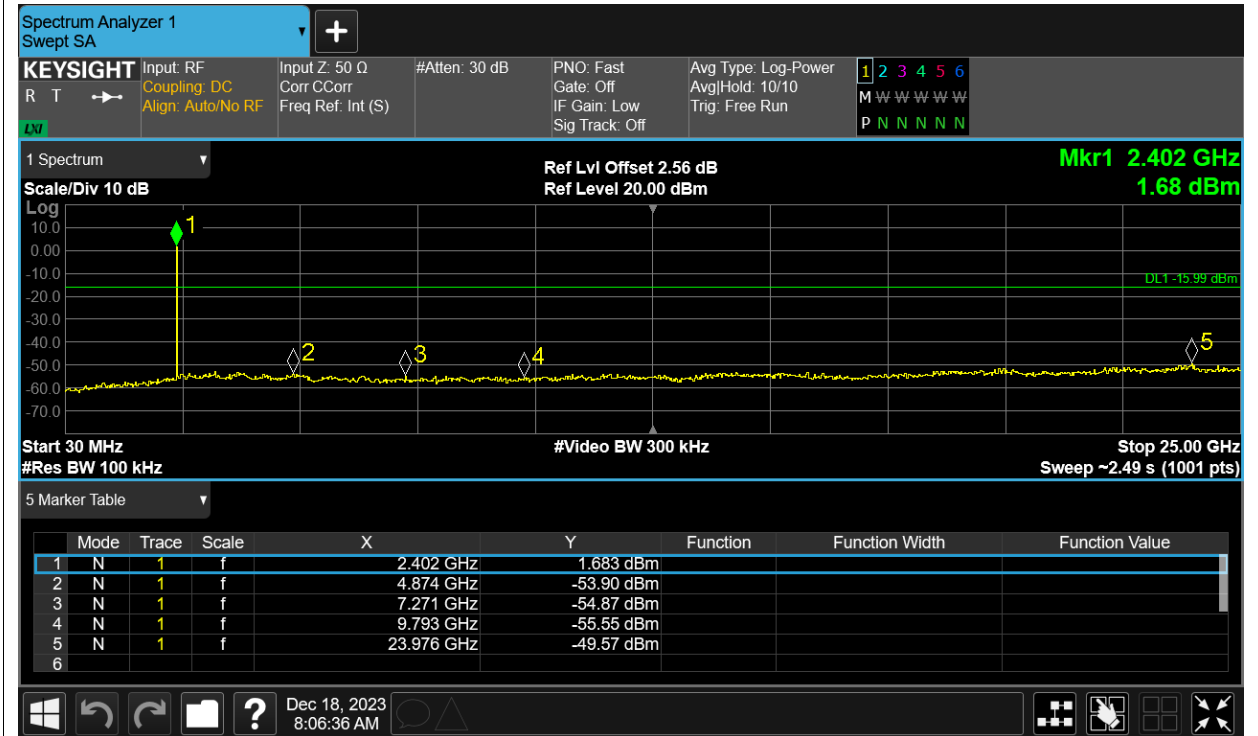 Spectrum Analyzer 1
Swept SA
+
KEYSIGHT
R T
LXI
Input: RF
Coupling: DC
Align: Auto/No RF
Input Z: 50 Ω
Corr CCorr
Freq Ref: Int (S)
#Atten: 30 dB
PNO: Fast
Gate: Off
IF Gain: Low
Sig Track: Off
Avg Type: Log-Power
Avg|Hold: 10/10
Trig: Free Run
1 2 3 4 5 6
M W W W W W
P N N N N N
1 Spectrum
Scale/Div 10 dB
Ref Lvl Offset 2.56 dB
Ref Level 20.00 dBm
Mkr1 2.402 GHz
1.68 dBm
Log
10.0
0.00
-10.0
-20.0
-30.0
-40.0
-50.0
-60.0
-70.0
1
2
3
4
5
DL1 -15.99 dBm
Start 30 MHz
#Res BW 100 kHz
#Video BW 300 kHz
Stop 25.00 GHz
Sweep ~2.49 s (1001 pts)
5 Marker Table
Mode Trace Scale X Y Function Function Width Function Value
1 N 1 f 2.402 GHz 1.683 dBm
2 N 1 f 4.874 GHz -53.90 dBm
3 N 1 f 7.271 GHz -54.87 dBm
4 N 1 f 9.793 GHz -55.55 dBm
5 N 1 f 23.976 GHz -49.57 dBm
6
?
Dec 18, 2023
8:06:36 AM